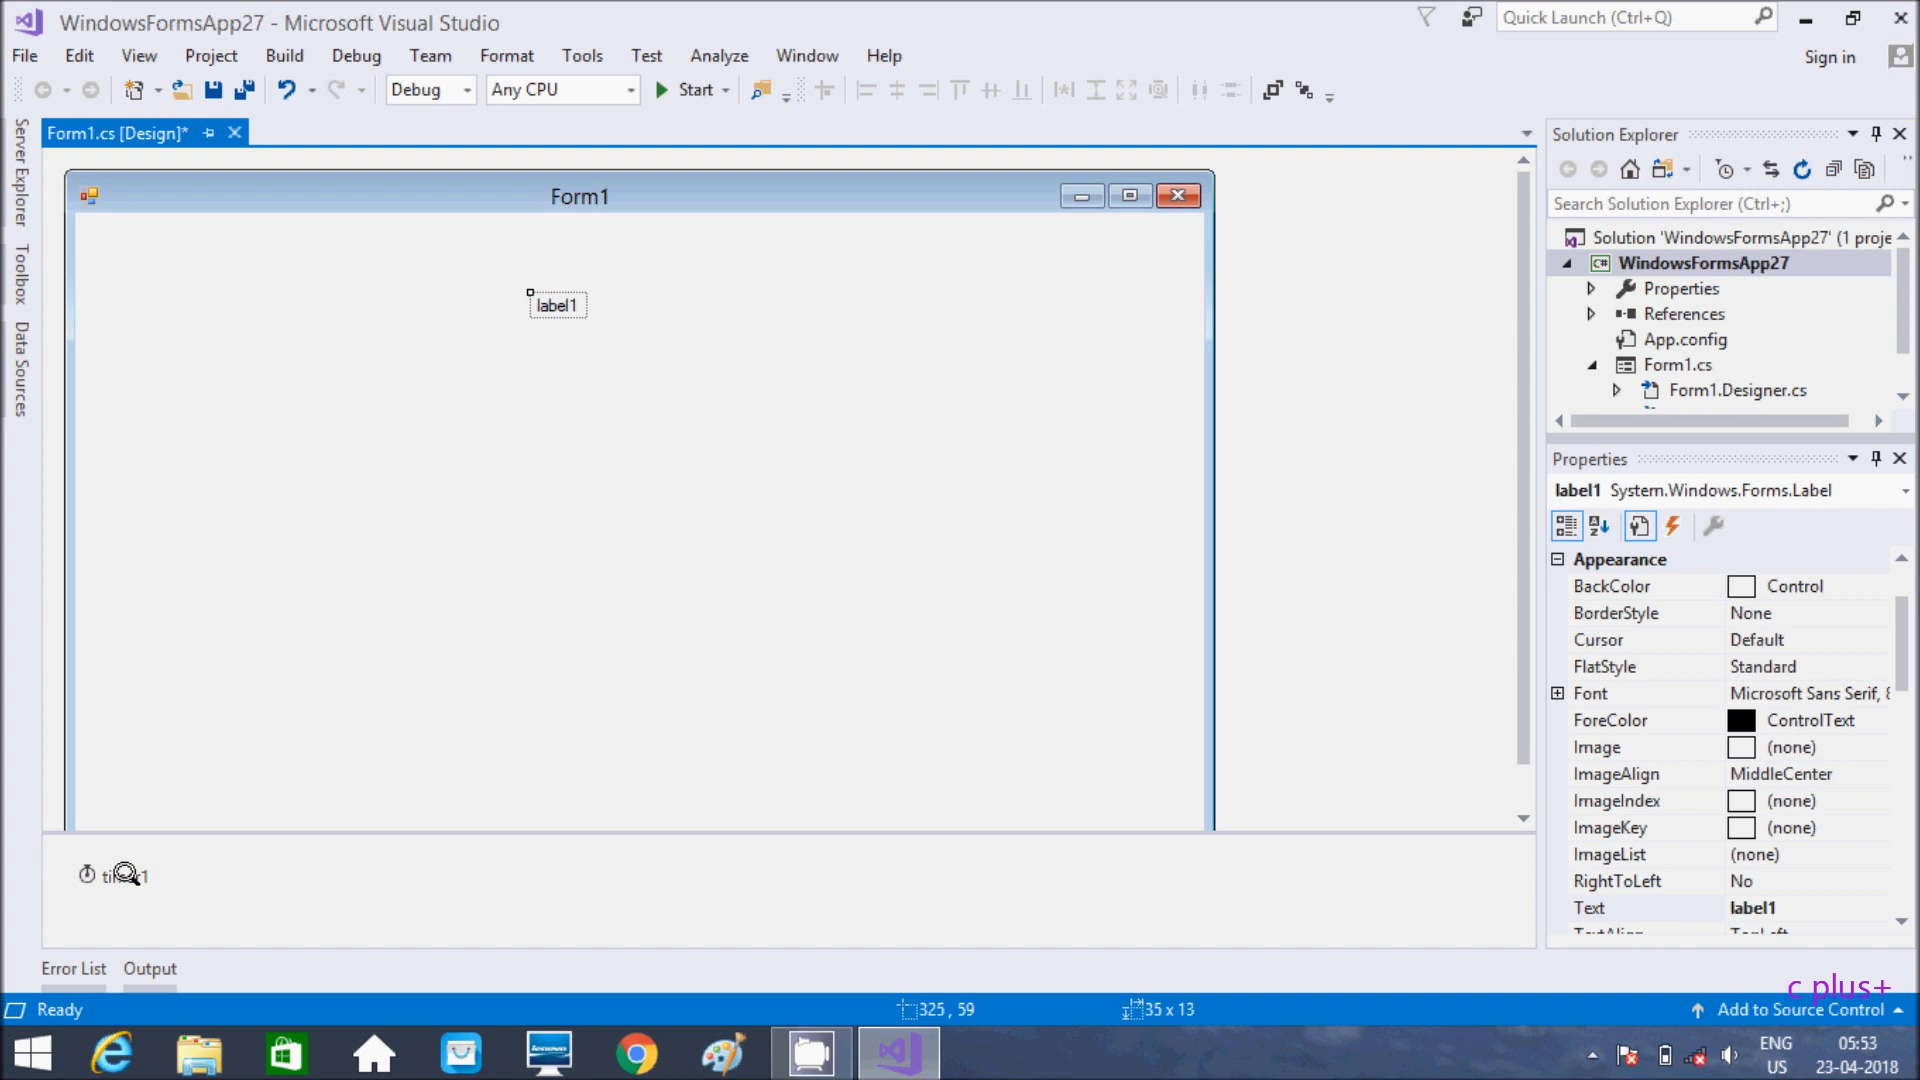 WindowsFormsApp27 - Microsoft Visual Studio
Quick Launch (Ctrl+Q)
File Edit View Project Build Debug Team Format Tools Test Analyze Window Help
Sign in
Debug Any CPU Start
Form1.cs [Design]*
Server Explorer
Toolbox
Data Sources
Form1
label1
Solution Explorer
Search Solution Explorer (Ctrl+;)
Solution 'WindowsFormsApp27' (1 proje
C# WindowsFormsApp27
Properties
References
App.config
Form1.cs
Form1.Designer.cs
Properties
label1 System.Windows.Forms.Label
Appearance
BackColor Control
BorderStyle None
Cursor Default
FlatStyle Standard
Font Microsoft Sans Serif, 8
ForeColor ControlText
Image (none)
ImageAlign MiddleCenter
ImageIndex (none)
ImageKey (none)
ImageList (none)
RightToLeft No
Text label1
TextAlign TopLeft
Error List Output
c plus+
Ready
325 , 59
35 x 13
Add to Source Control
lenovo
ENG
US
05:53
23-04-2018